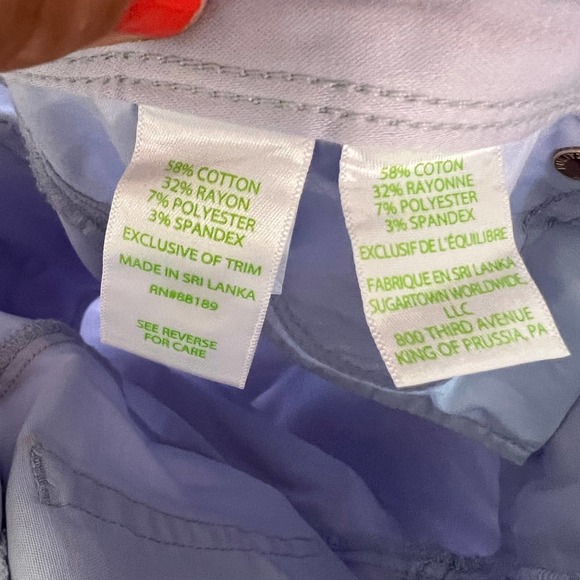 58% COTTON
32% RAYON
7% POLYESTER
3% SPANDEX
EXCLUSIVE OF TRIM
MADE IN SRI LANKA
RN#88189
SEE REVERSE
FOR CARE
58% COTTON
32% RAYONNE
7% POLYESTER
3% SPANDEX
EXCLUSIF DE L'ÉQUILIBRE
FABRIQUE EN SRI LANKA
SUGARTOWN WORLDWIDE
LLC
800 THIRD AVENUE
KING OF PRUSSIA, PA